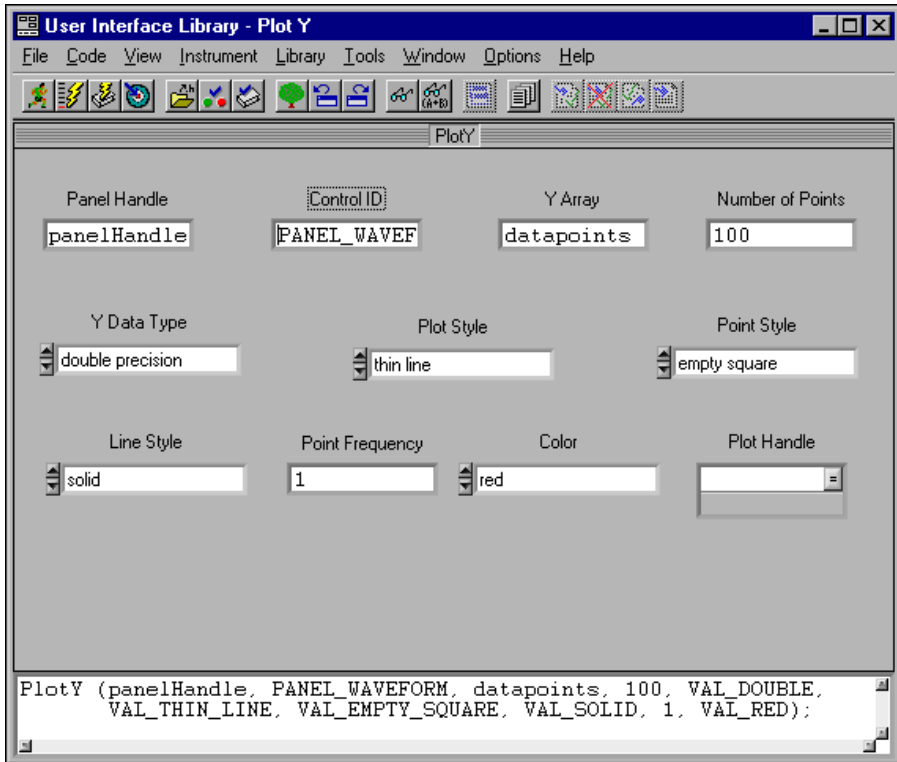 User Interface Library - Plot Y
File Code View Instrument Library Tools Window Options Help
(A+B)
PlotY
Panel Handle Control ID Y Array Number of Points
panelHandle PANEL_WAVEF datapoints 100
Y Data Type Plot Style Point Style
double precision thin line empty square
Line Style Point Frequency Color Plot Handle
solid 1 red
PlotY (panelHandle, PANEL_WAVEFORM, datapoints, 100, VAL_DOUBLE,
VAL_THIN_LINE, VAL_EMPTY_SQUARE, VAL_SOLID, 1, VAL_RED);